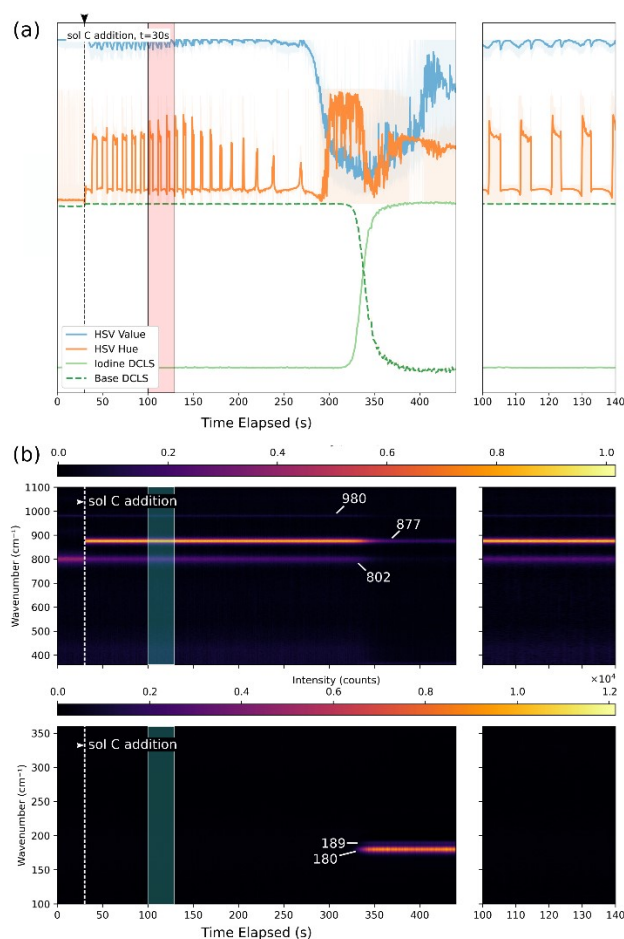 (a)
sol C addition, t=30s
HSV Value
HSV Hue
Iodine DCLS
Base DCLS
0 50 100 150 200 250 300 350 400
100 110 120 130 140
Time Elapsed (s)
(b)
0.0 0.2 0.4 0.6 0.8 1.0
1100
1000
900
800
700
600
500
400
Wavenumber (cm⁻¹)
sol C addition
980
877
802
Intensity (counts)
×10⁴
0.0 0.2 0.4 0.6 0.8 1.0 1.2
350
300
250
200
150
100
Wavenumber (cm⁻¹)
sol C addition
189
180
0 50 100 150 200 250 300 350 400
100 110 120 130 140
Time Elapsed (s)